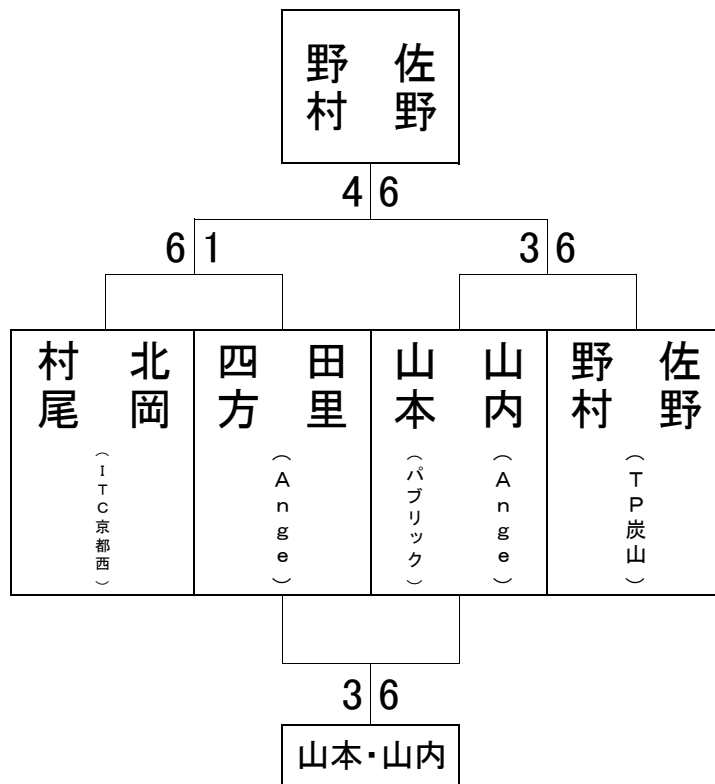 佐野
野村
4 6
6 1
3 6
北岡
村尾
(ITC京都西)
田里
四方
(Ange)
山内
山本
(Ange)
(パブリック)
佐野
野村
(TP炭山)
3 6
山本・山内